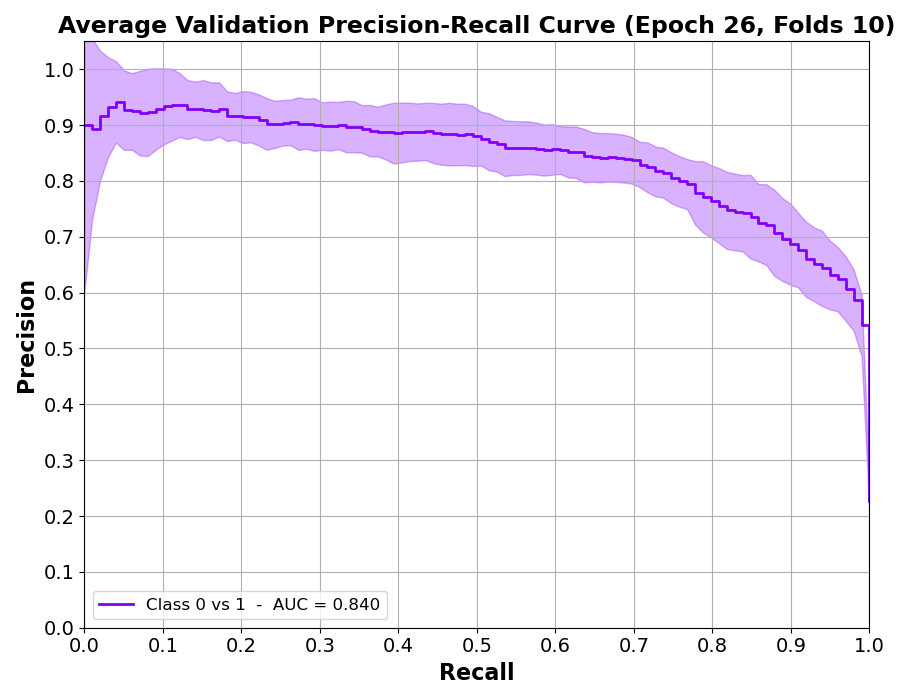 Average Validation Precision-Recall Curve (Epoch 26, Folds 10)
Precision
1.0
0.9
0.8
0.7
0.6
0.5
0.4
0.3
0.2
0.1
0.0
Class 0 vs 1 - AUC = 0.840
0.0 0.1 0.2 0.3 0.4 0.5 0.6 0.7 0.8 0.9 1.0
Recall